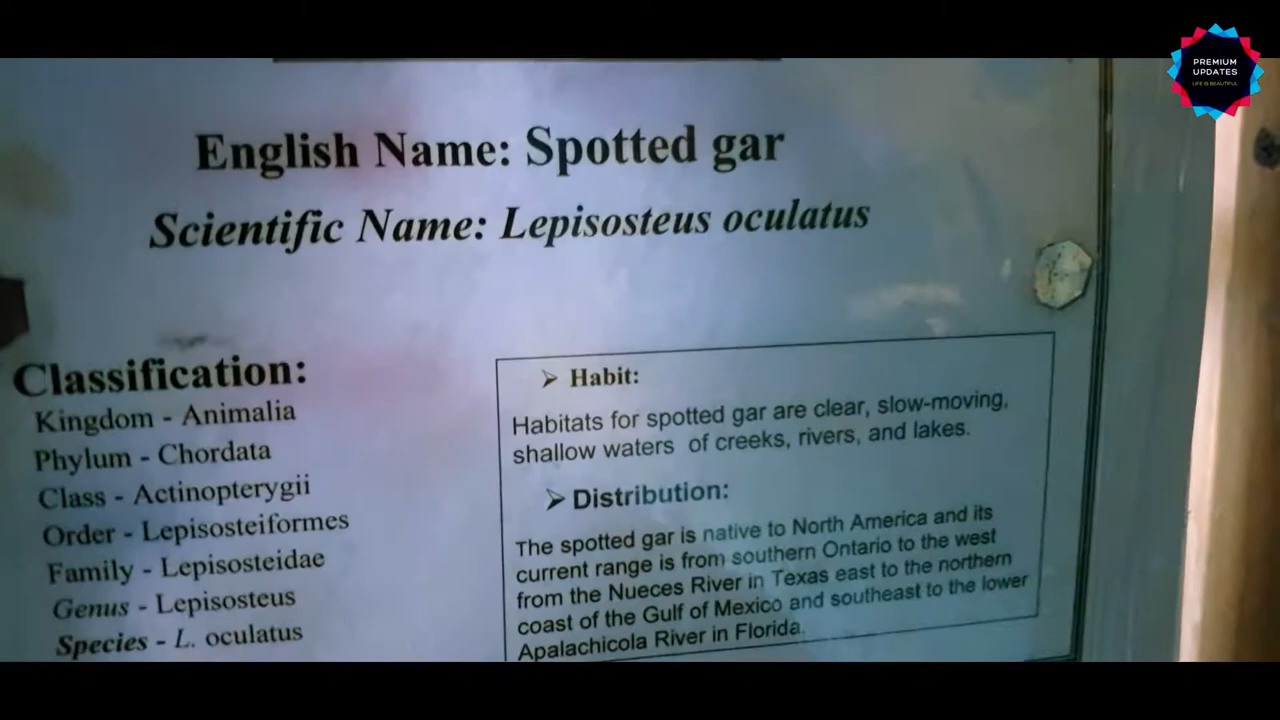 PREMIUM
UPDATES
LIFE IS BEAUTIFUL
English Name: Spotted gar
Scientific Name: Lepisosteus oculatus
Classification:
Kingdom - Animalia
Phylum - Chordata
Class - Actinopterygii
Order - Lepisosteiformes
Family - Lepisosteidae
Genus - Lepisosteus
Species - L. oculatus
➢ Habit:
Habitats for spotted gar are clear, slow-moving,
shallow waters of creeks, rivers, and lakes.
➢ Distribution:
The spotted gar is native to North America and its
current range is from southern Ontario to the west
from the Nueces River in Texas east to the northern
coast of the Gulf of Mexico and southeast to the lower
Apalachicola River in Florida.